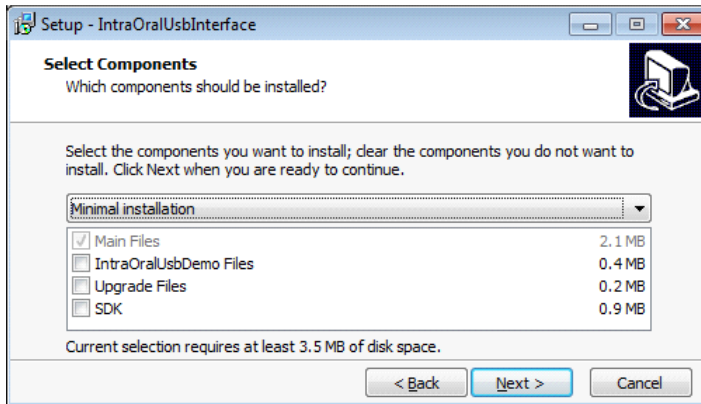 Setup - IntraOralUsbInterface
Select Components
Which components should be installed?
Select the components you want to install; clear the components you do not want to
install. Click Next when you are ready to continue.
Minimal installation
Main Files 2.1 MB
IntraOralUsbDemo Files 0.4 MB
Upgrade Files 0.2 MB
SDK 0.9 MB
Current selection requires at least 3.5 MB of disk space.
< Back Next > Cancel